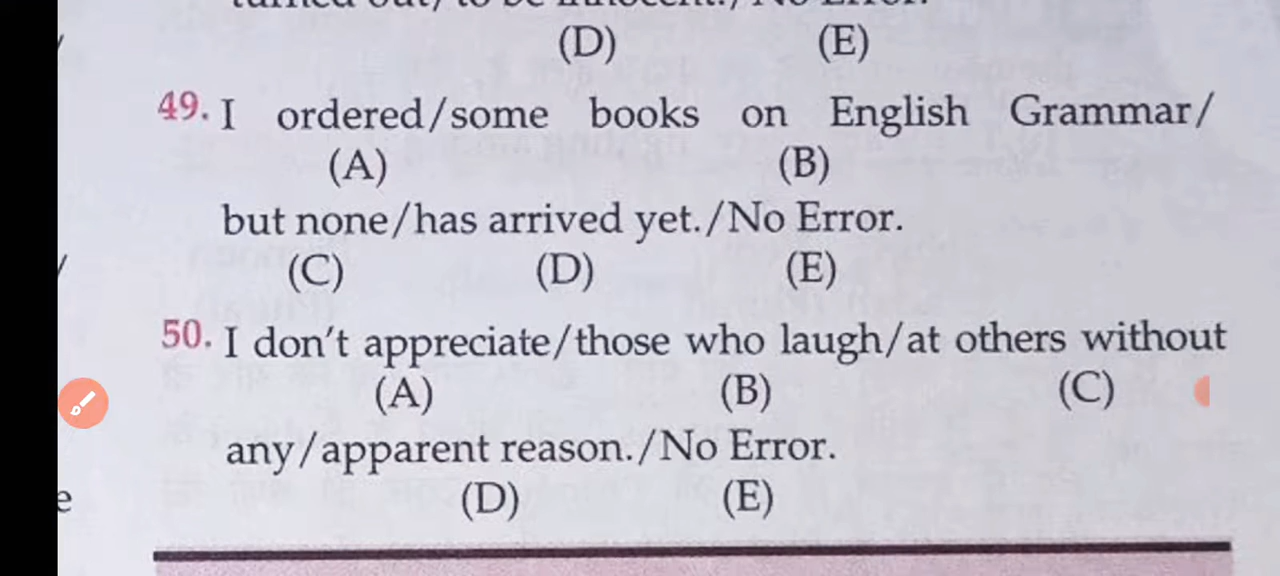 (D) (E)
49. I ordered/some books on English Grammar/
(A) (B)
but none/has arrived yet./No Error.
(C) (D) (E)
50. I don't appreciate/those who laugh/at others without
(A) (B) (C)
any/apparent reason./No Error.
(D) (E)
e